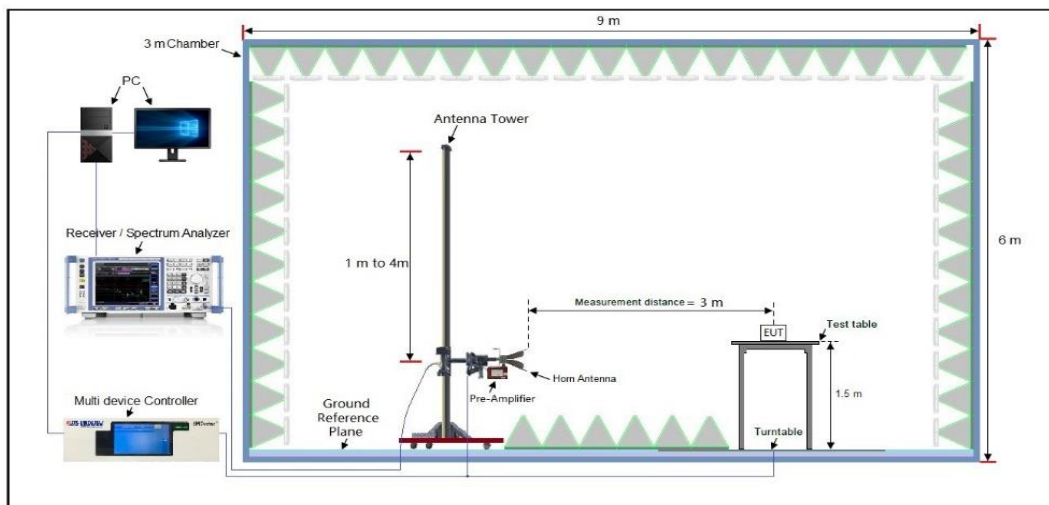 9 m
3 m Chamber
PC
Antenna Tower
Receiver / Spectrum Analyzer
1 m to 4m
6 m
Measurement distance = 3 m
EUT
Test table
Horn Antenna
1.5 m
Pre-Amplifier
Multi device Controller
Ground
Reference
Plane
Turntable